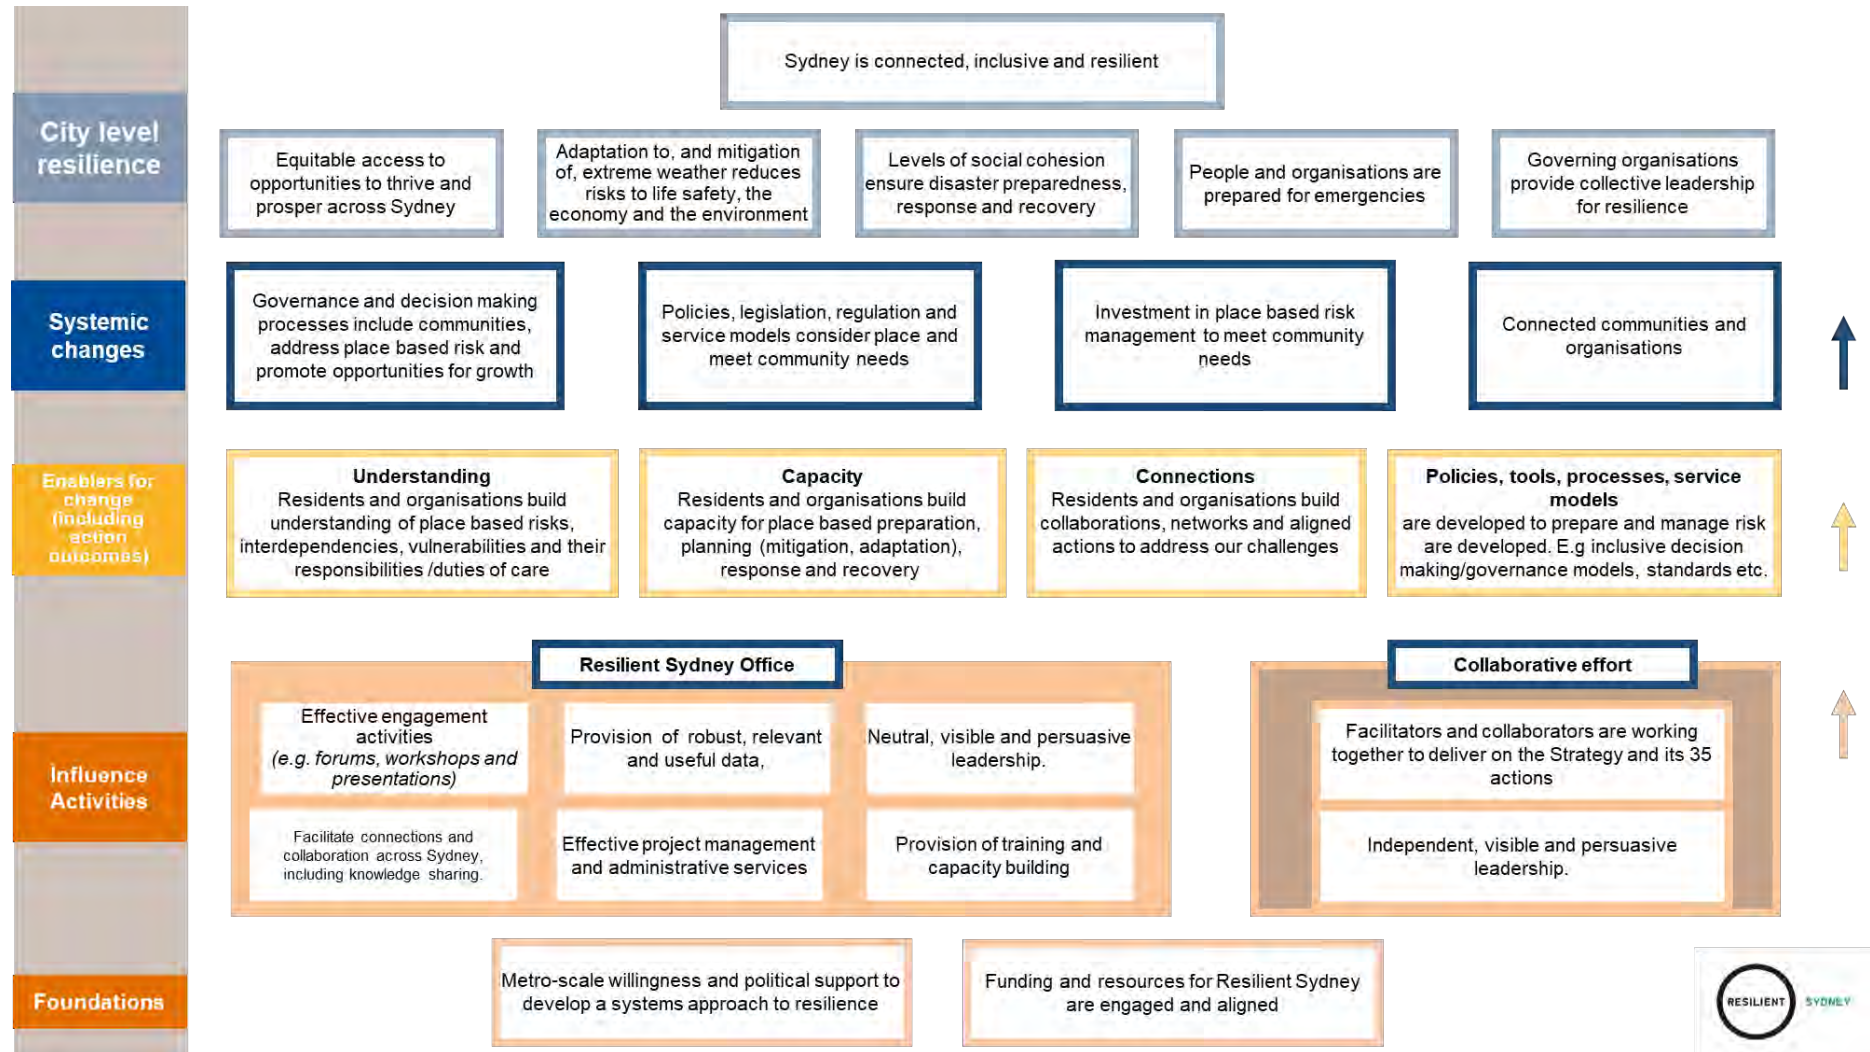 Sydney is connected, inclusive and resilient
City level
resilience
Equitable access to
opportunities to thrive and
prosper across Sydney
Adaptation to, and mitigation
of, extreme weather reduces
risks to life safety, the
economy and the environment
Levels of social cohesion
ensure disaster preparedness,
response and recovery
People and organisations are
prepared for emergencies
Governing organisations
provide collective leadership
for resilience
Systemic
changes
Governance and decision making
processes include communities,
address place based risk and
promote opportunities for growth
Policies, legislation, regulation and
service models consider place and
meet community needs
Investment in place based risk
management to meet community
needs
Connected communities and
organisations
Enablers for
change
(including
action
outcomes)
Understanding
Residents and organisations build
understanding of place based risks,
interdependencies, vulnerabilities and their
responsibilities /duties of care
Capacity
Residents and organisations build
capacity for place based preparation,
planning (mitigation, adaptation),
response and recovery
Connections
Residents and organisations build
collaborations, networks and aligned
actions to address our challenges
Policies, tools, processes, service
models
are developed to prepare and manage risk
are developed. E.g inclusive decision
making/governance models, standards etc.
Influence
Activities
Resilient Sydney Office
Effective engagement
activities
(e.g. forums, workshops and
presentations)
Provision of robust, relevant
and useful data,
Neutral, visible and persuasive
leadership.
Facilitate connections and
collaboration across Sydney,
including knowledge sharing.
Effective project management
and administrative services
Provision of training and
capacity building
Collaborative effort
Facilitators and collaborators are working
together to deliver on the Strategy and its 35
actions
Independent, visible and persuasive
leadership.
Foundations
Metro-scale willingness and political support to
develop a systems approach to resilience
Funding and resources for Resilient Sydney
are engaged and aligned
RESILIENT SYDNEY